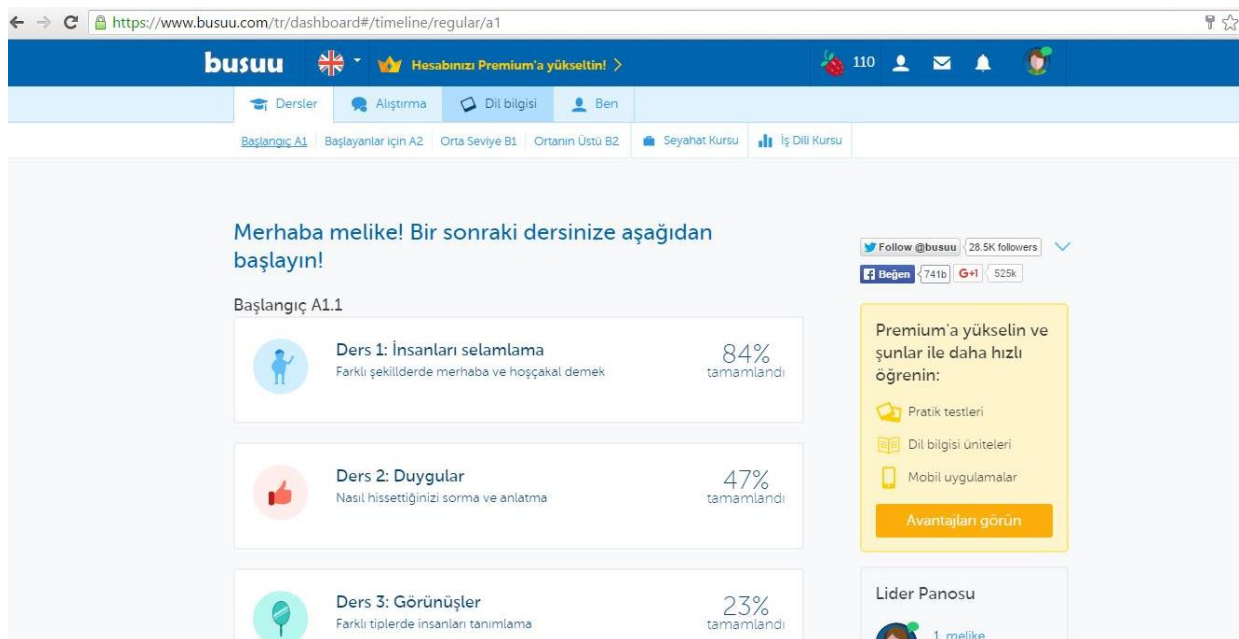 https://www.busuu.com/tr/dashboard#/timeline/regular/a1
busuu Hesabınızı Premium'a yükseltin! > 110
Dersler Alıştırma Dil bilgisi Ben
Başlangıç A1 Başlayanlar için A2 Orta Seviye B1 Ortanın Üstü B2 Seyahat Kursu İş Dili Kursu
Merhaba melike! Bir sonraki dersinize aşağıdan
başlayın!
Başlangıç A1.1
Ders 1: İnsanları selamlama
Farklı şekillderde merhaba ve hoşçakal demek
84%
tamamlandı
Ders 2: Duygular
Nasıl hissettiğinizi sorma ve anlatma
47%
tamamlandı
Ders 3: Görünüşler
Farklı tiplerde insanları tanımlama
23%
tamamlandı
Follow @busuu 28.5K followers
Beğen 741b G+1 525k
Premium'a yükselin ve
şunlar ile daha hızlı
öğrenin:
Pratik testleri
Dil bilgisi üniteleri
Mobil uygulamalar
Avantajları görün
Lider Panosu
1. melike